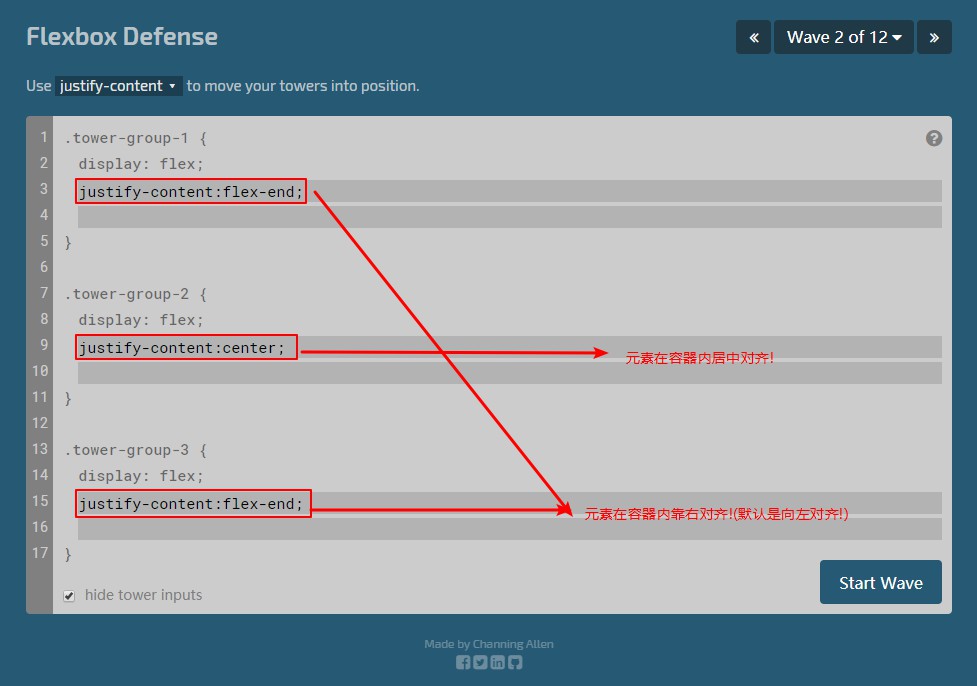 Flexbox Defense
« Wave 2 of 12 »
Use justify-content to move your towers into position.
1 .tower-group-1 {
2 display: flex;
3 justify-content:flex-end;
4
5 }
6
7 .tower-group-2 {
8 display: flex;
9 justify-content:center;
元素在容器内居中对齐!
10
11 }
12
13 .tower-group-3 {
14 display: flex;
15 justify-content:flex-end;
元素在容器内靠右对齐!(默认是向左对齐!)
16
17 }
hide tower inputs
Start Wave
Made by Channing Allen